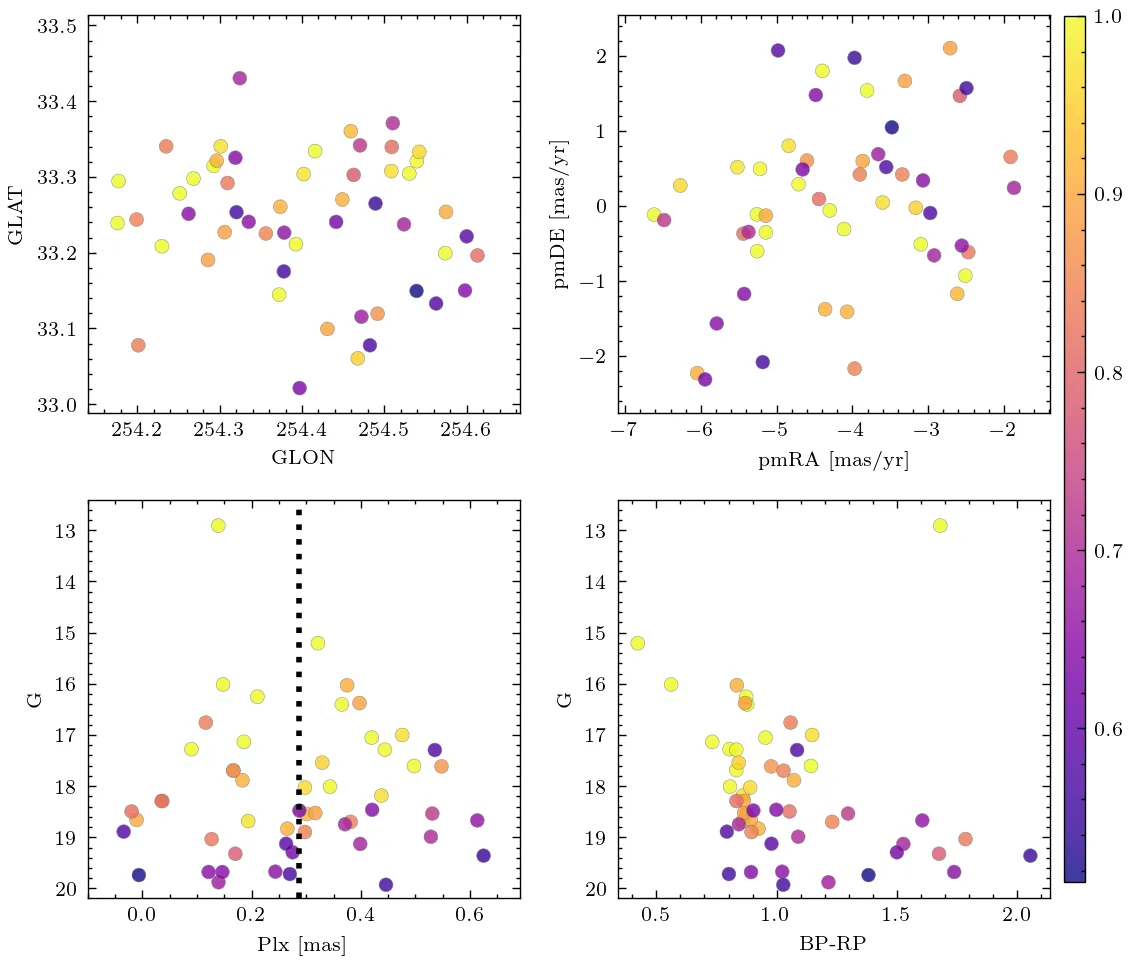 33.5
33.4
33.3
33.2
33.1
33.0
GLAT
254.2 254.3 254.4 254.5 254.6
GLON
2
1
0
−1
−2
pmDE [mas/yr]
−7 −6 −5 −4 −3 −2
pmRA [mas/yr]
1.0
0.9
0.8
0.7
0.6
13
14
15
16
17
18
19
20
G
0.0 0.2 0.4 0.6
Plx [mas]
13
14
15
16
17
18
19
20
G
0.5 1.0 1.5 2.0
BP-RP